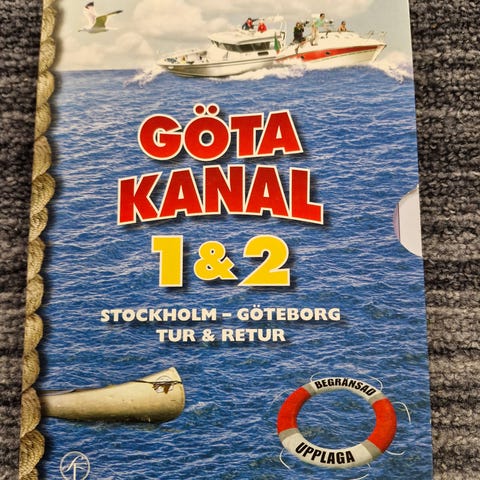 GÖTA
KANAL
1 & 2
STOCKHOLM – GÖTEBORG
TUR & RETUR
BEGRÄNSAD
UPPLAGA